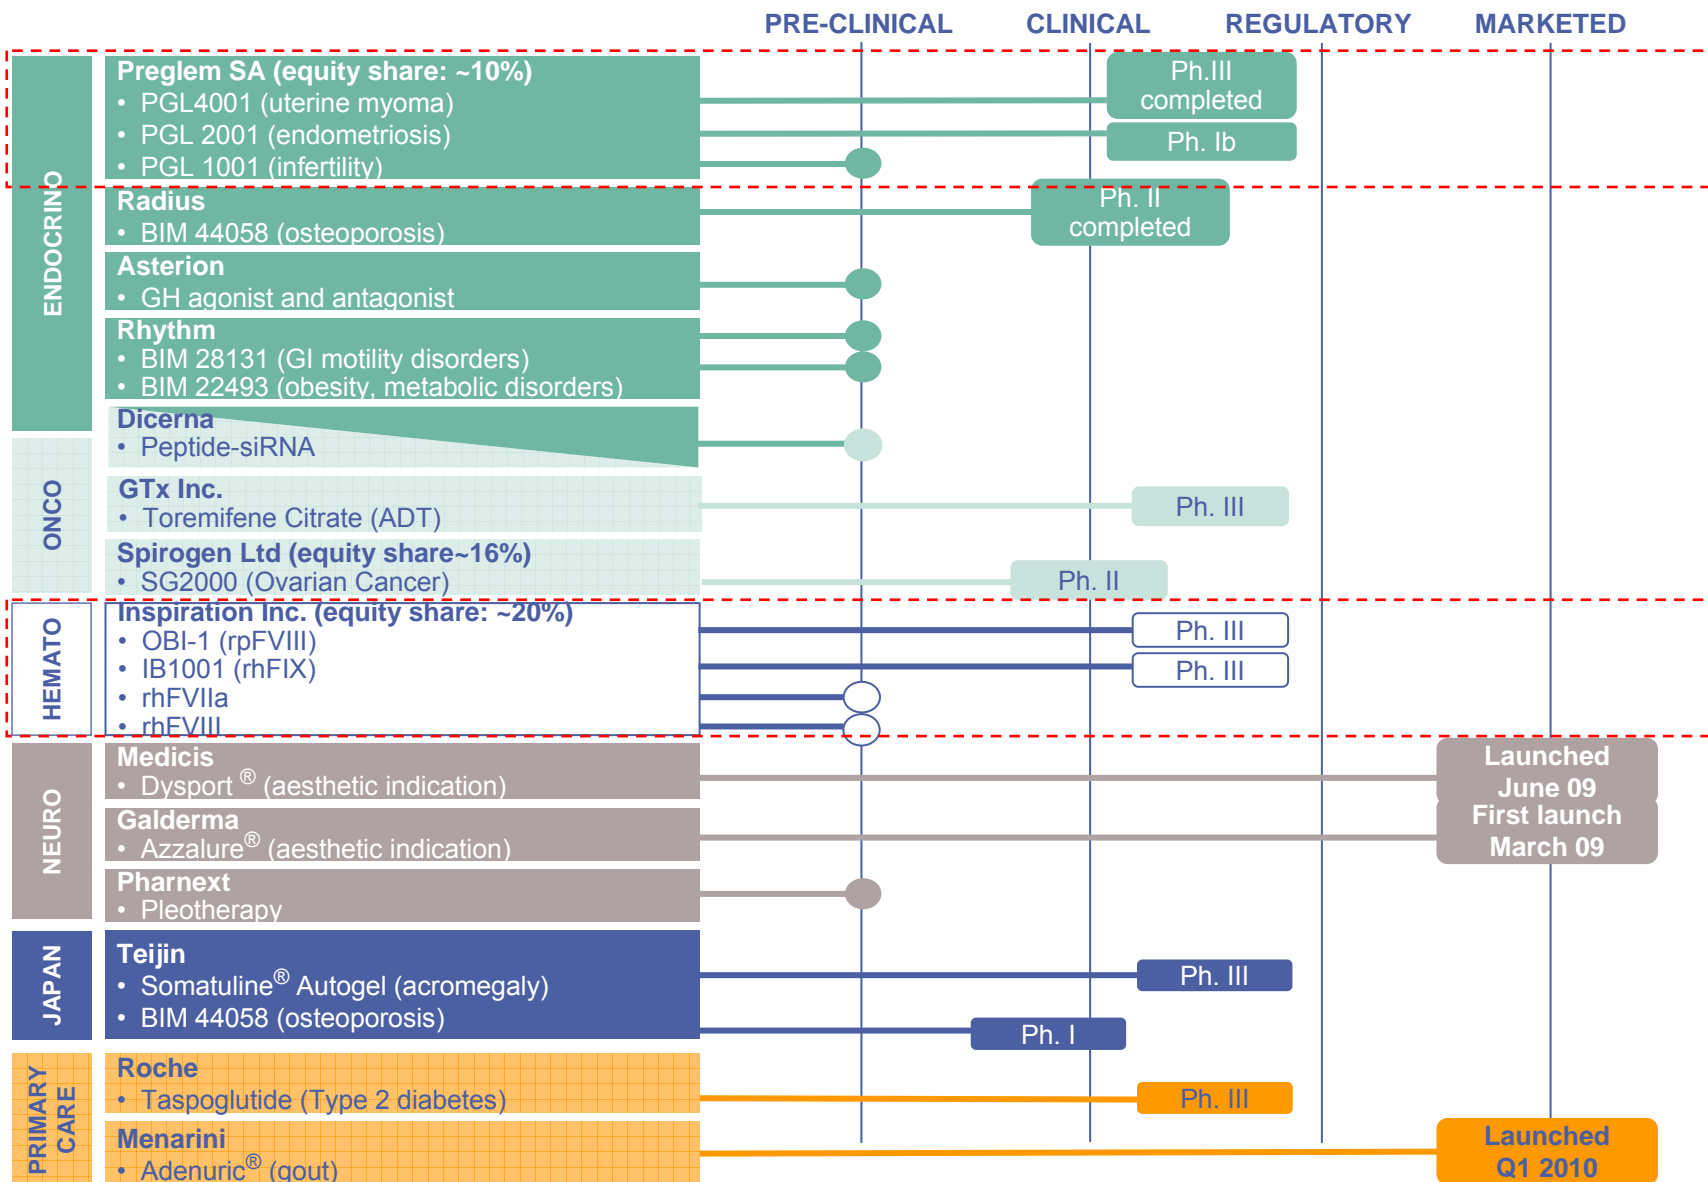 PRE-CLINICAL CLINICAL REGULATORY MARKETED
ENDOCRINO
Preglem SA (equity share: ~10%)
• PGL4001 (uterine myoma)
Ph.III
completed
• PGL 2001 (endometriosis)
Ph. Ib
• PGL 1001 (infertility)
Radius
• BIM 44058 (osteoporosis)
Ph. II
completed
Asterion
• GH agonist and antagonist
Rhythm
• BIM 28131 (GI motility disorders)
• BIM 22493 (obesity, metabolic disorders)
Dicerna
• Peptide-siRNA
ONCO
GTx Inc.
• Toremifene Citrate (ADT)
Ph. III
Spirogen Ltd (equity share~16%)
• SG2000 (Ovarian Cancer)
Ph. II
HEMATO
Inspiration Inc. (equity share: ~20%)
• OBI-1 (rpFVIII)
Ph. III
• IB1001 (rhFIX)
Ph. III
• rhFVIIa
• rhFVIII
NEURO
Medicis
• Dysport ® (aesthetic indication)
Launched
June 09
Galderma
• Azzalure® (aesthetic indication)
First launch
March 09
Pharnext
• Pleotherapy
JAPAN
Teijin
• Somatuline® Autogel (acromegaly)
Ph. III
• BIM 44058 (osteoporosis)
Ph. I
PRIMARY
CARE
Roche
• Taspoglutide (Type 2 diabetes)
Ph. III
Menarini
• Adenuric® (gout)
Launched
Q1 2010